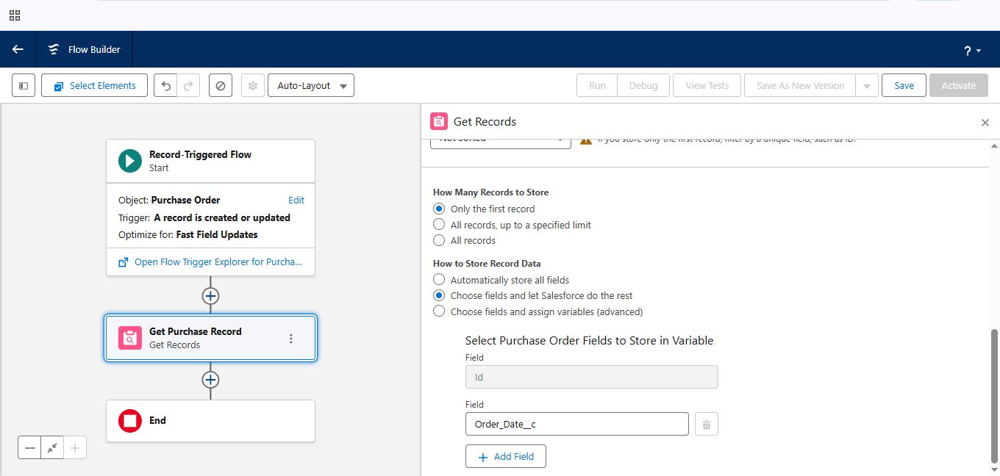 Flow Builder
?
Select Elements
Auto-Layout
Run
Debug
View Tests
Save As New Version
Save
Activate
Record-Triggered Flow
Start
Object: Purchase Order
Edit
Trigger: A record is created or updated
Optimize for: Fast Field Updates
Open Flow Trigger Explorer for Purcha...
Get Purchase Record
Get Records
End
Get Records
Not Sorted
If you store only the first record, filter by a unique field, such as ID.
How Many Records to Store
Only the first record
All records, up to a specified limit
All records
How to Store Record Data
Automatically store all fields
Choose fields and let Salesforce do the rest
Choose fields and assign variables (advanced)
Select Purchase Order Fields to Store in Variable
Field
Id
Field
Order_Date__c
Add Field